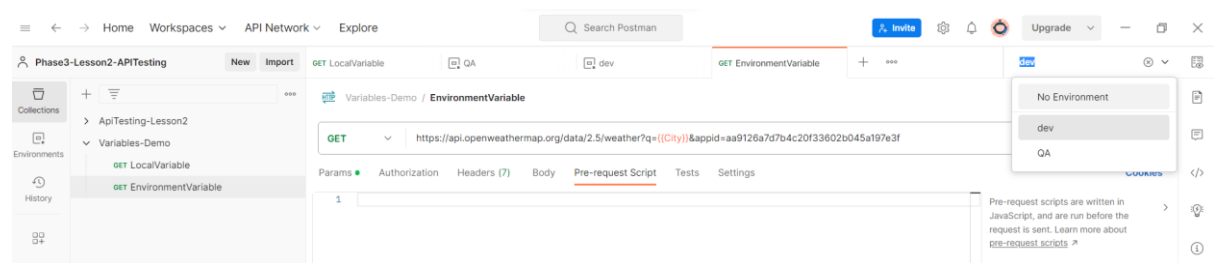 Home Workspaces API Network Explore Search Postman Invite Upgrade
Phase3-Lesson2-APITesting New Import GET LocalVariable QA dev GET EnvironmentVariable dev
Collections
ApiTesting-Lesson2
Variables-Demo
GET LocalVariable
GET EnvironmentVariable
Environments
History
HTTP Variables-Demo / EnvironmentVariable
GET https://api.openweathermap.org/data/2.5/weather?q={{City}}&appid=aa9126a7d7b4c20f33602b045a197e3f
Params Authorization Headers (7) Body Pre-request Script Tests Settings Cookies
1
No Environment
dev
QA
Pre-request scripts are written in
JavaScript, and are run before the
request is sent. Learn more about
pre-request scripts